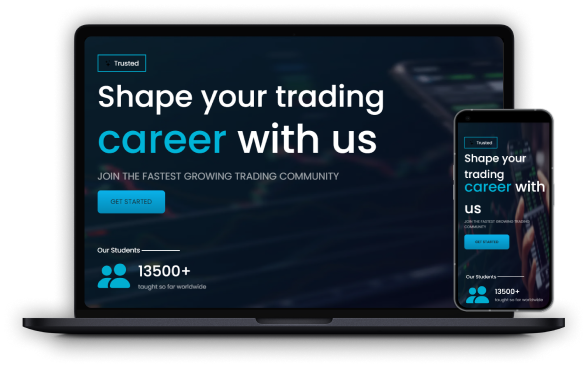 Trusted
Shape your trading
career with us
JOIN THE FASTEST GROWING TRADING COMMUNITY
GET STARTED
Our Students
13500+
taught so far worldwide
Trusted
Shape your
trading
career with
us
JOIN THE FASTEST GROWING TRADING
COMMUNITY
GET STARTED
Our Students
13500+
taught so far worldwide